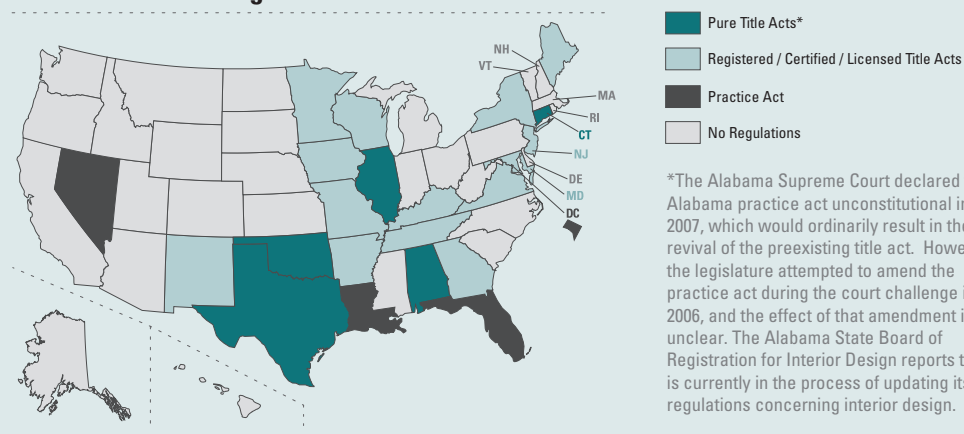 Pure Title Acts*
Registered / Certified / Licensed Title Acts
Practice Act
No Regulations
NH
VT
MA
RI
CT
NJ
DE
MD
DC
*The Alabama Supreme Court declared
Alabama practice act unconstitutional in
2007, which would ordinarily result in the
revival of the preexisting title act. Howe
the legislature attempted to amend the
practice act during the court challenge i
2006, and the effect of that amendment i
unclear. The Alabama State Board of
Registration for Interior Design reports t
is currently in the process of updating it
regulations concerning interior design.